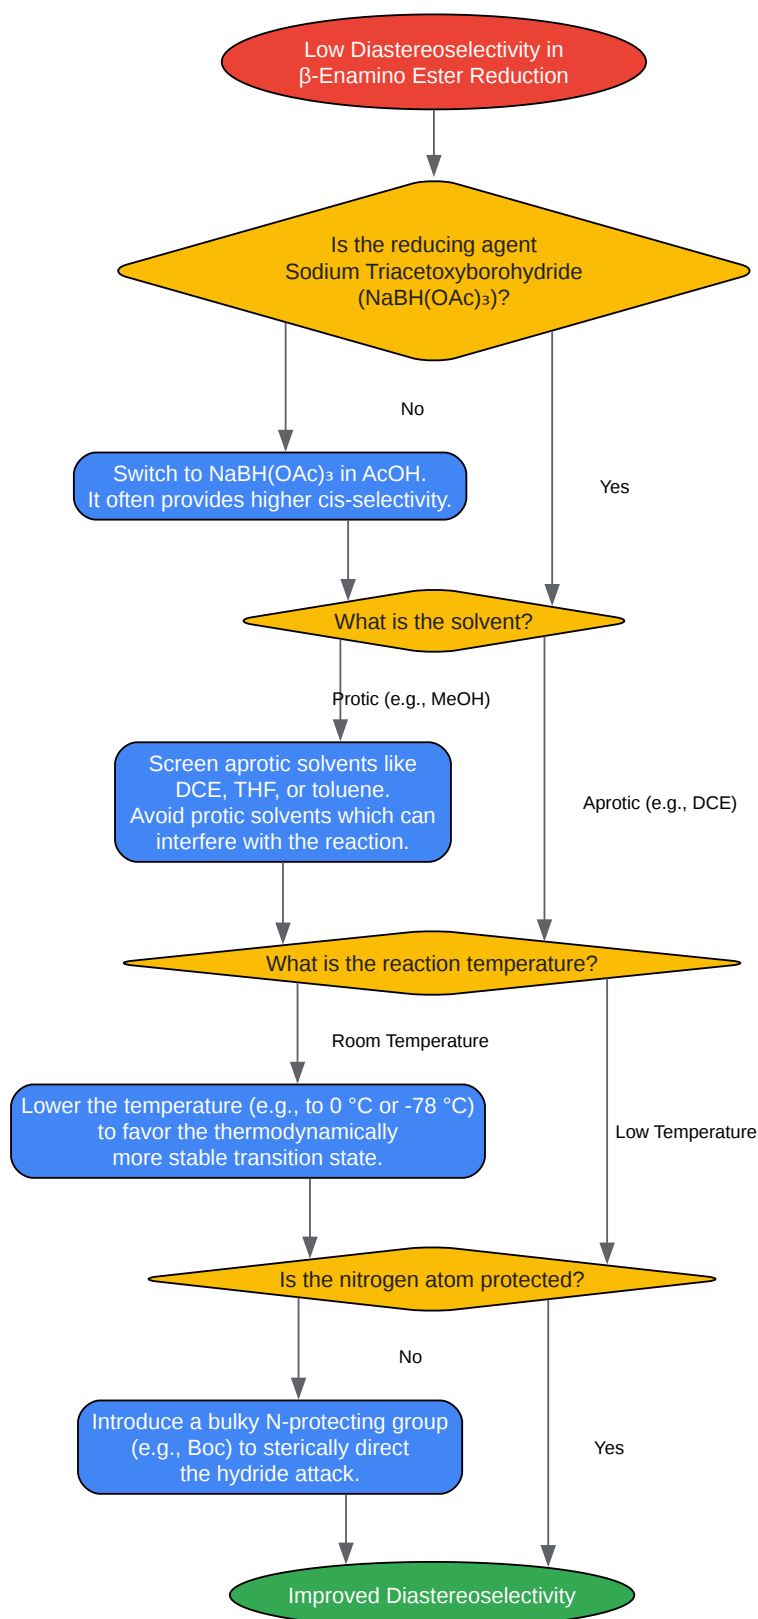 Low Diastereoselectivity in
β-Enamino Ester Reduction
Is the reducing agent
Sodium Triacetoxyborohydride
(NaBH(OAc)₃)?
No
Switch to NaBH(OAc)₃ in AcOH.
It often provides higher cis-selectivity.
Yes
What is the solvent?
Protic (e.g., MeOH)
Screen aprotic solvents like
DCE, THF, or toluene.
Avoid protic solvents which can
interfere with the reaction.
Aprotic (e.g., DCE)
What is the reaction temperature?
Room Temperature
Lower the temperature (e.g., to 0 °C or -78 °C)
to favor the thermodynamically
more stable transition state.
Low Temperature
Is the nitrogen atom protected?
No
Introduce a bulky N-protecting group
(e.g., Boc) to sterically direct
the hydride attack.
Yes
Improved Diastereoselectivity